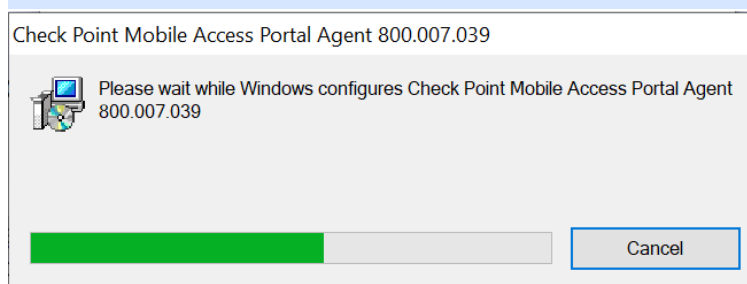 Check Point Mobile Access Portal Agent 800.007.039
Please wait while Windows configures Check Point Mobile Access Portal Agent
800.007.039
Cancel